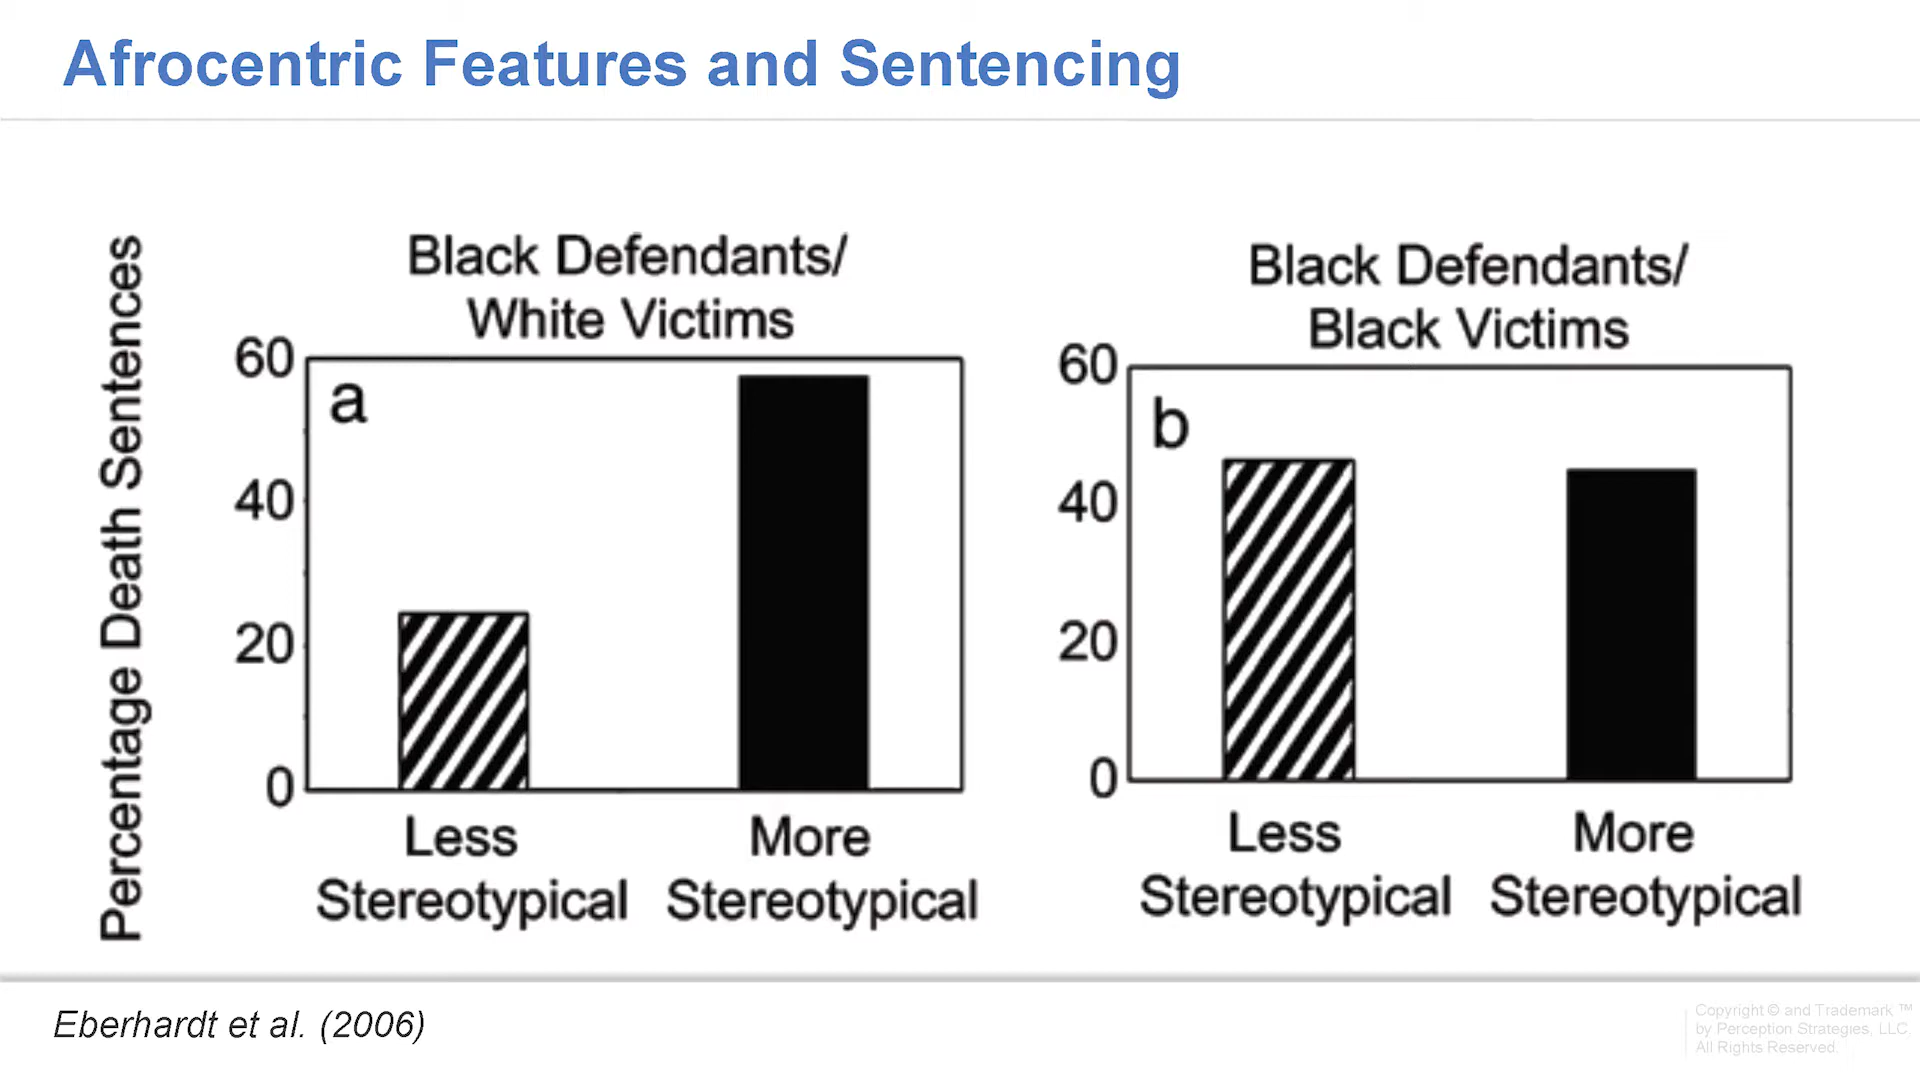 Afrocentric Features and Sentencing
Percentage Death Sentences
Black Defendants/
White Victims
60
a
40
20
0
Less
Stereotypical
More
Stereotypical
Black Defendants/
Black Victims
60
b
40
20
0
Less
Stereotypical
More
Stereotypical
Eberhardt et al. (2006)
Copyright © and Trademark ™
by Perception Strategies, LLC.
All Rights Reserved.